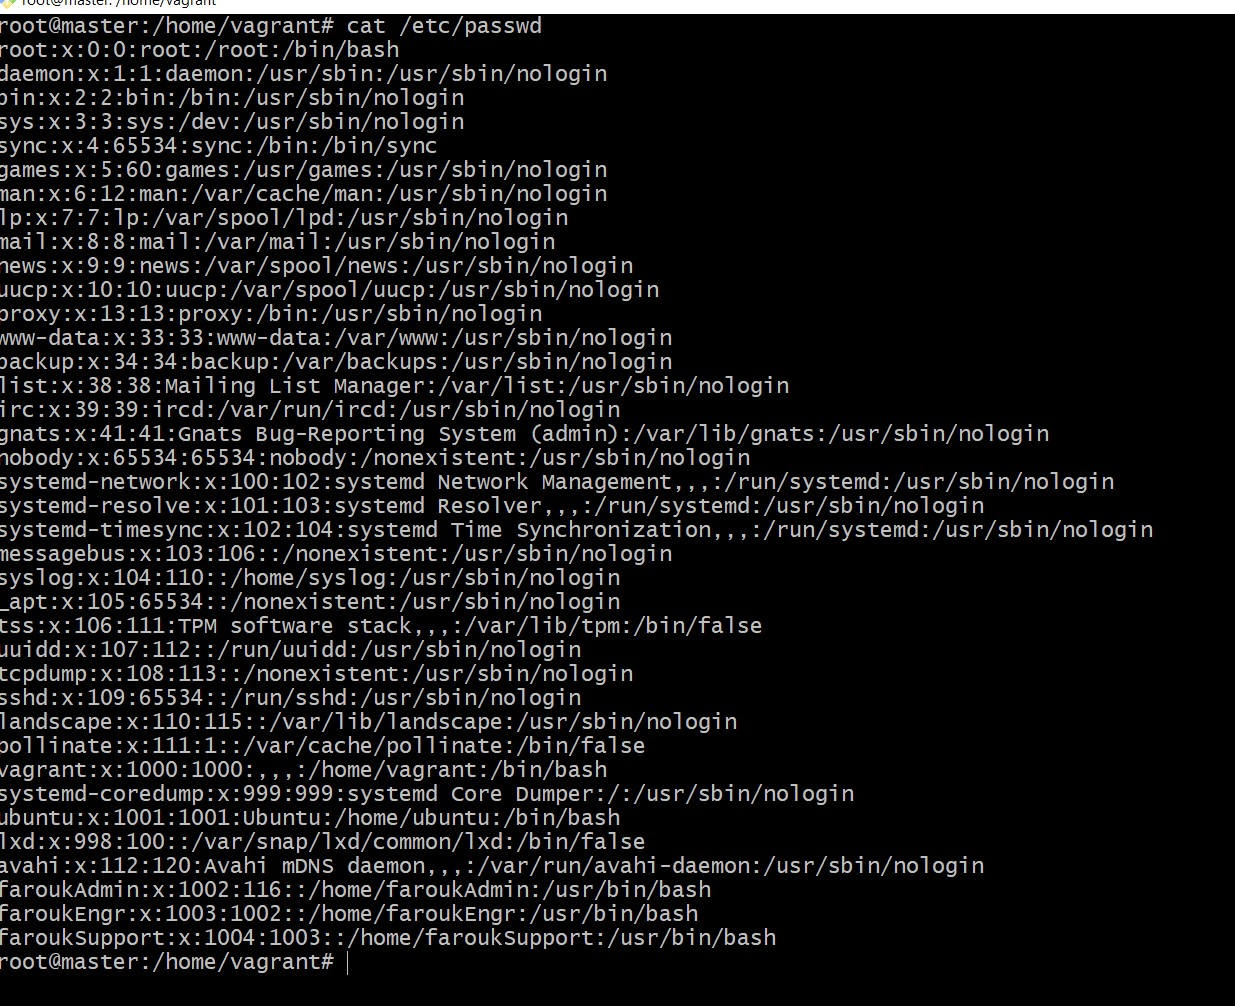 root@master: /home/vagrant
root@master:/home/vagrant# cat /etc/passwd
root:x:0:0:root:/root:/bin/bash
daemon:x:1:1:daemon:/usr/sbin:/usr/sbin/nologin
bin:x:2:2:bin:/bin:/usr/sbin/nologin
sys:x:3:3:sys:/dev:/usr/sbin/nologin
sync:x:4:65534:sync:/bin:/bin/sync
games:x:5:60:games:/usr/games:/usr/sbin/nologin
man:x:6:12:man:/var/cache/man:/usr/sbin/nologin
lp:x:7:7:lp:/var/spool/lpd:/usr/sbin/nologin
mail:x:8:8:mail:/var/mail:/usr/sbin/nologin
news:x:9:9:news:/var/spool/news:/usr/sbin/nologin
uucp:x:10:10:uucp:/var/spool/uucp:/usr/sbin/nologin
proxy:x:13:13:proxy:/bin:/usr/sbin/nologin
www-data:x:33:33:www-data:/var/www:/usr/sbin/nologin
backup:x:34:34:backup:/var/backups:/usr/sbin/nologin
list:x:38:38:Mailing List Manager:/var/list:/usr/sbin/nologin
irc:x:39:39:ircd:/var/run/ircd:/usr/sbin/nologin
gnats:x:41:41:Gnats Bug-Reporting System (admin):/var/lib/gnats:/usr/sbin/nologin
nobody:x:65534:65534:nobody:/nonexistent:/usr/sbin/nologin
systemd-network:x:100:102:systemd Network Management,,,:/run/systemd:/usr/sbin/nologin
systemd-resolve:x:101:103:systemd Resolver,,,:/run/systemd:/usr/sbin/nologin
systemd-timesync:x:102:104:systemd Time Synchronization,,,:/run/systemd:/usr/sbin/nologin
messagebus:x:103:106::/nonexistent:/usr/sbin/nologin
syslog:x:104:110::/home/syslog:/usr/sbin/nologin
_apt:x:105:65534::/nonexistent:/usr/sbin/nologin
tss:x:106:111:TPM software stack,,,:/var/lib/tpm:/bin/false
uuidd:x:107:112::/run/uuidd:/usr/sbin/nologin
tcpdump:x:108:113::/nonexistent:/usr/sbin/nologin
sshd:x:109:65534::/run/sshd:/usr/sbin/nologin
landscape:x:110:115::/var/lib/landscape:/usr/sbin/nologin
pollinate:x:111:1::/var/cache/pollinate:/bin/false
vagrant:x:1000:1000:,,,:/home/vagrant:/bin/bash
systemd-coredump:x:999:999:systemd Core Dumper:/:/usr/sbin/nologin
ubuntu:x:1001:1001:Ubuntu:/home/ubuntu:/bin/bash
lxd:x:998:100::/var/snap/lxd/common/lxd:/bin/false
avahi:x:112:120:Avahi mDNS daemon,,,:/var/run/avahi-daemon:/usr/sbin/nologin
faroukAdmin:x:1002:116::/home/faroukAdmin:/usr/bin/bash
faroukEngr:x:1003:1002::/home/faroukEngr:/usr/bin/bash
faroukSupport:x:1004:1003::/home/faroukSupport:/usr/bin/bash
root@master:/home/vagrant#